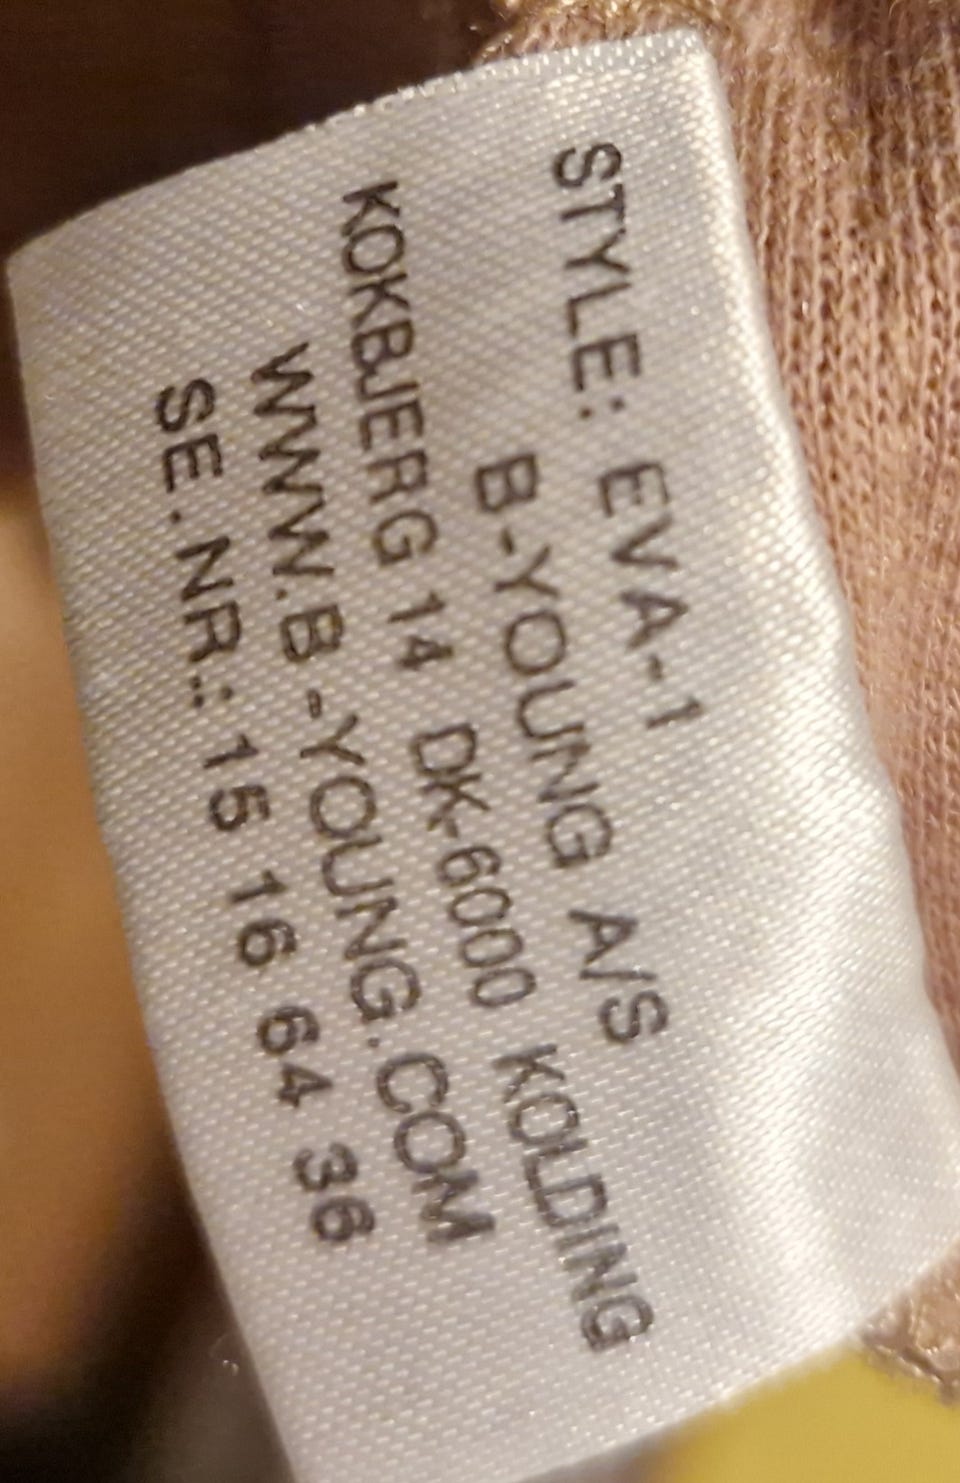 STYLE: EVA-1
B-YOUNG A/S
KOKBJERG 14 DK-6000 KOLDING
WWW.B-YOUNG.COM
SE.NR.: 15 16 64 36